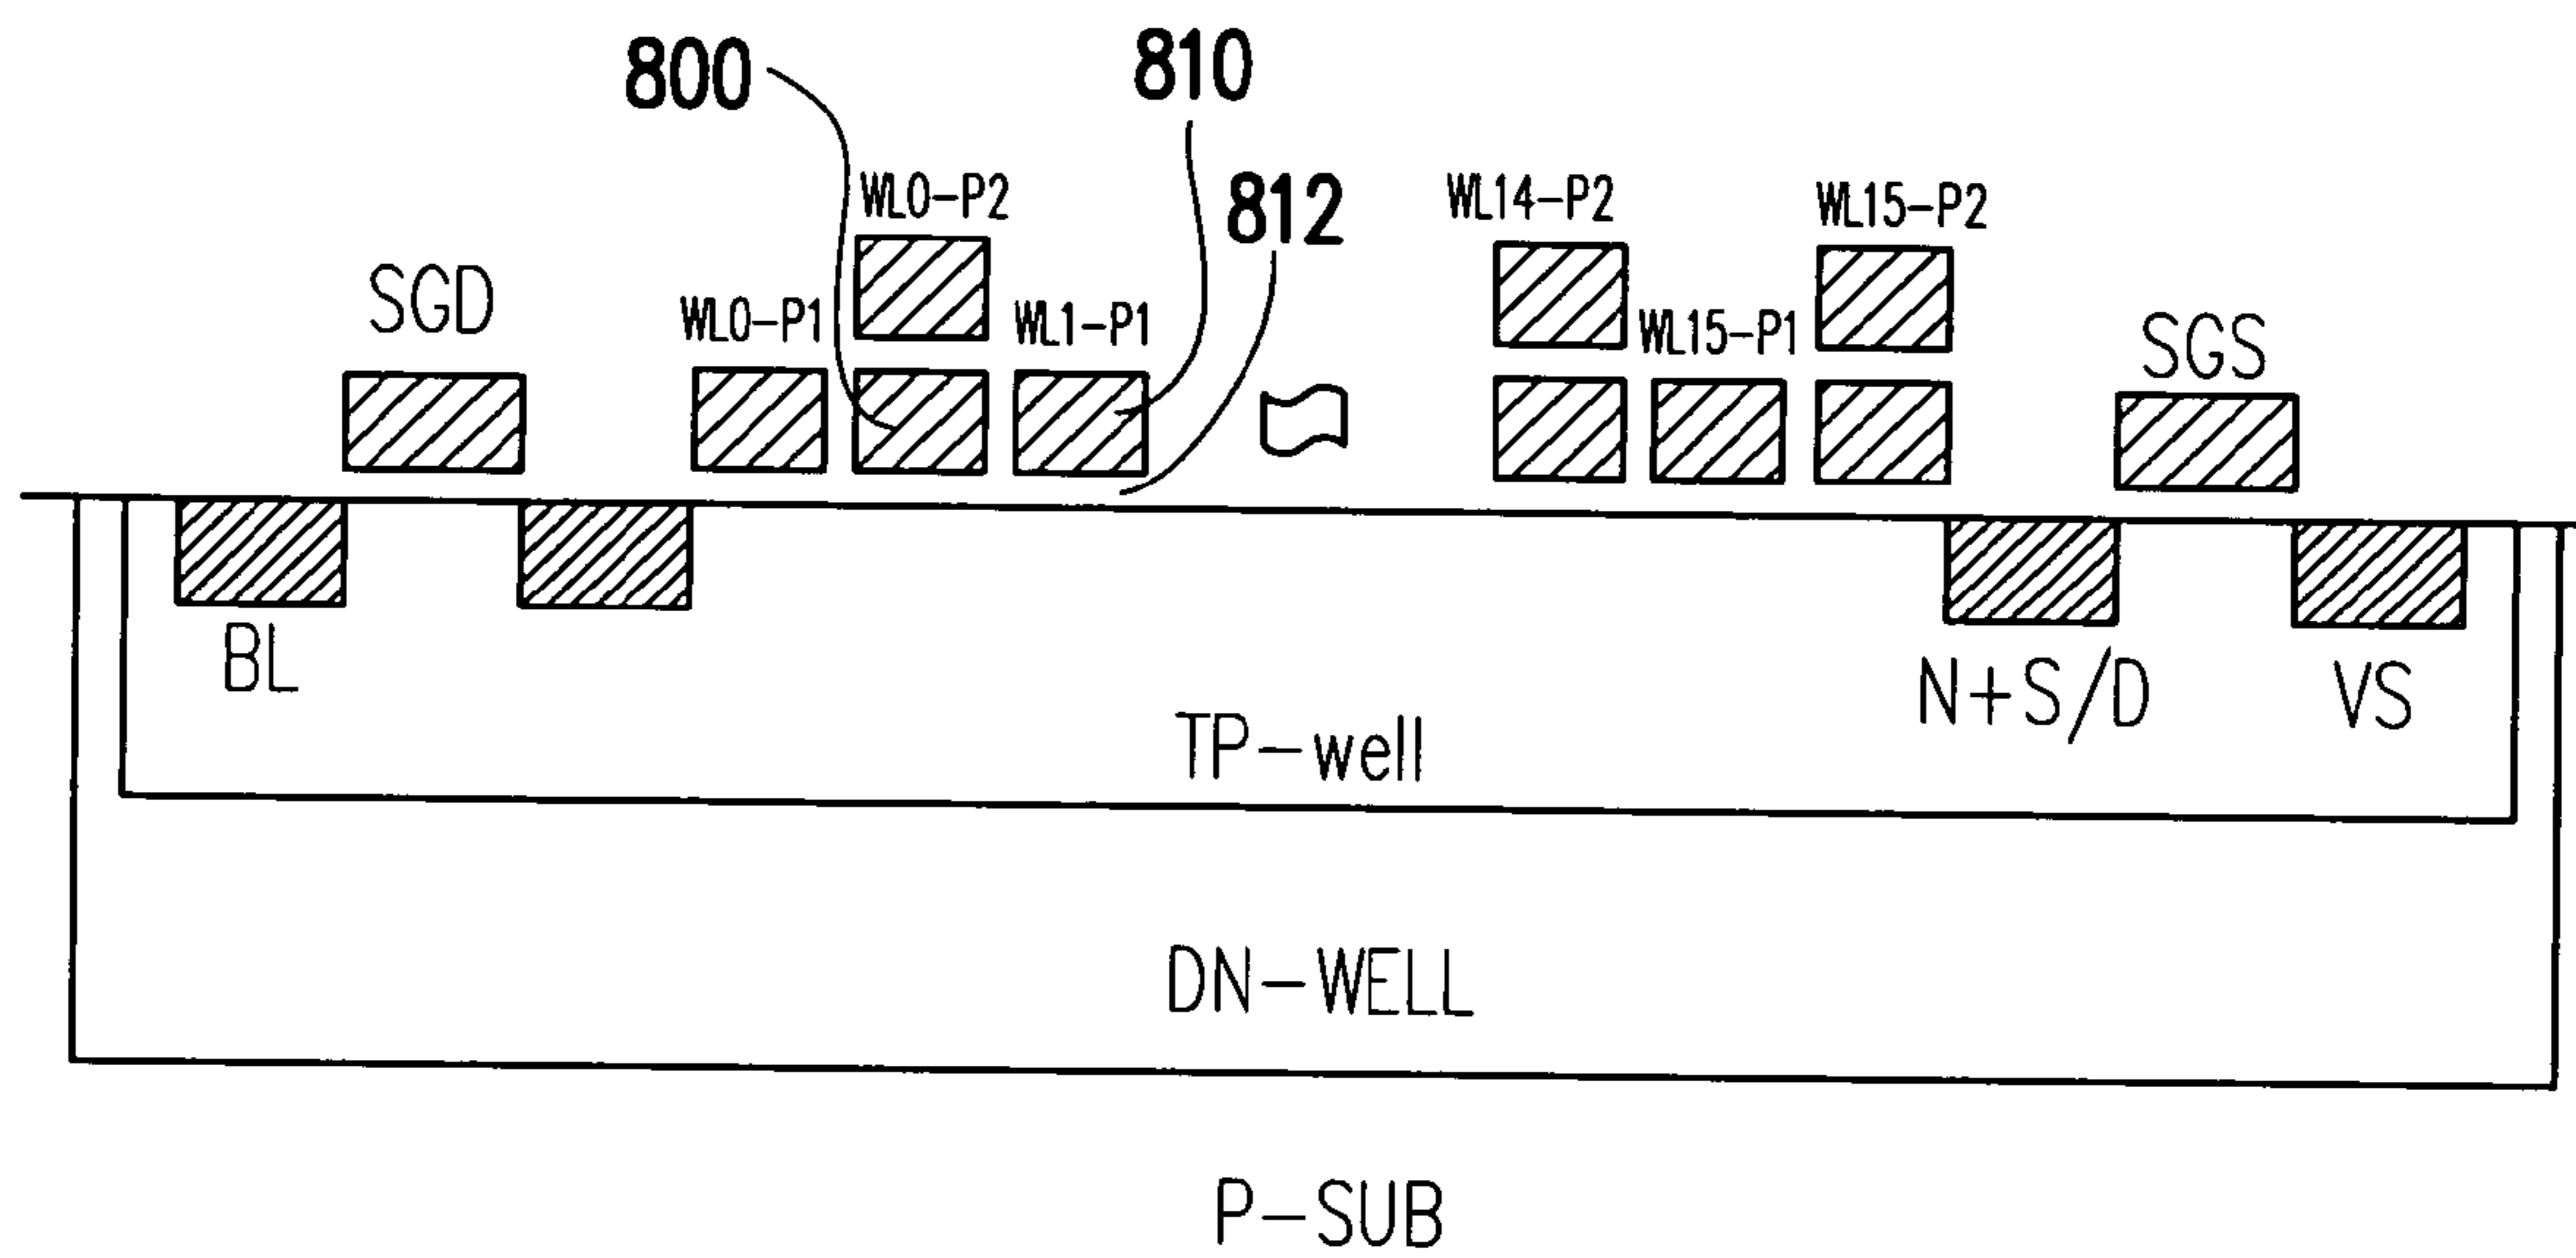 800
810
WL0-P2
812
WL14-P2
WL15-P2
SGD
WL0-P1
WL1-P1
WL15-P1
SGS
BL
N+S/D
VS
TP-well
DN-WELL
P-SUB